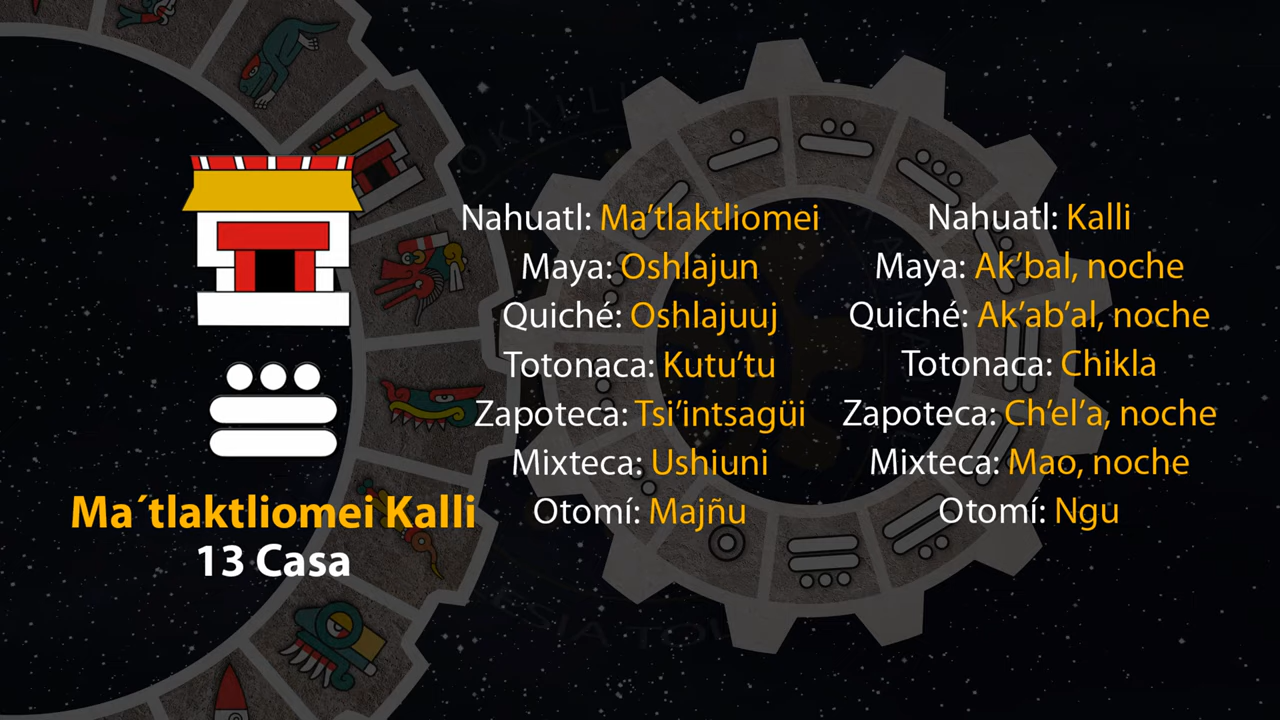 Nahuatl: Ma’tlaktliomei
Maya: Oshlajun
Quiché: Oshlajuuj
Totonaca: Kutu’tu
Zapoteca: Tsi’intsagüi
Mixteca: Ushiuni
Otomí: Majñu
Nahuatl: Kalli
Maya: Ak’bal, noche
Quiché: Ak’ab’al, noche
Totonaca: Chikla
Zapoteca: Ch’el’a, noche
Mixteca: Mao, noche
Otomí: Ngu
Ma´tlaktliomei Kalli
13 Casa